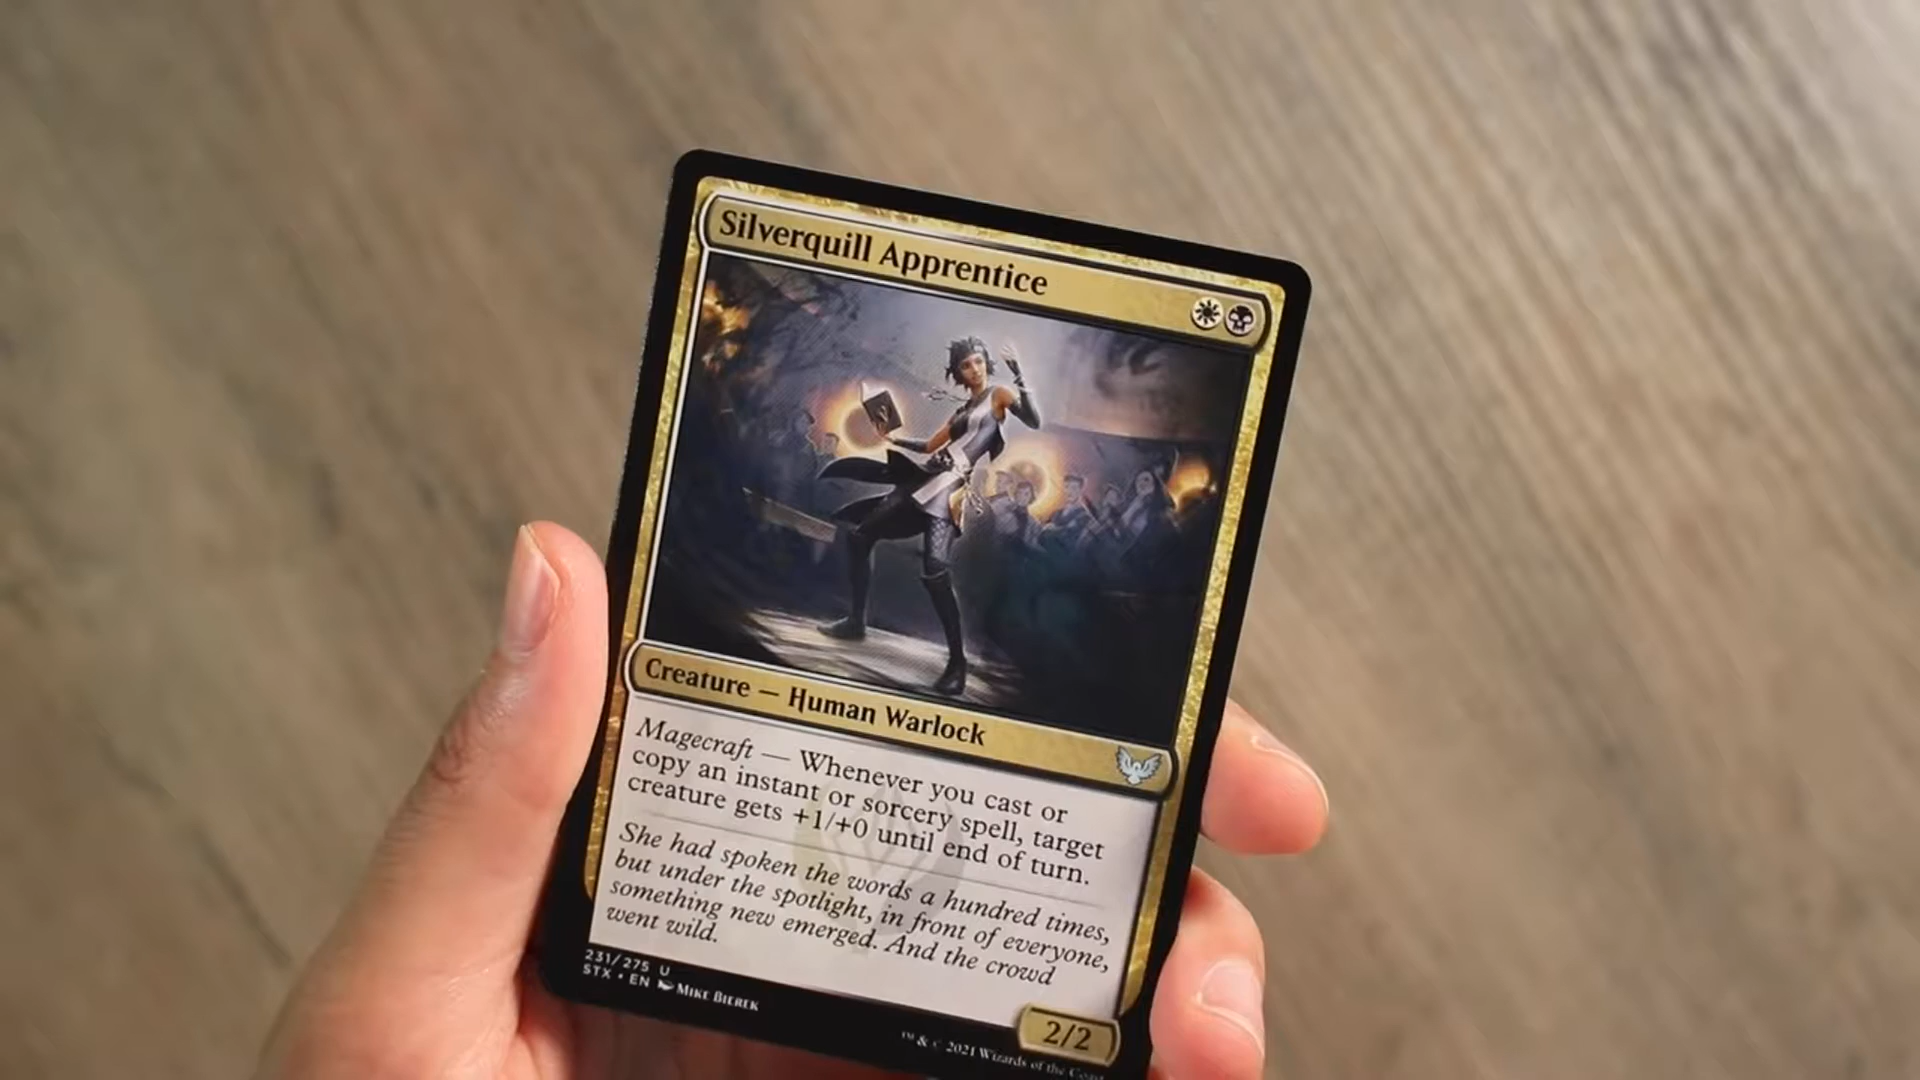 Silverquill Apprentice
Creature — Human Warlock
Magecraft — Whenever you cast or
copy an instant or sorcery spell, target
creature gets +1/+0 until end of turn.
She had spoken the words a hundred times,
but under the spotlight, in front of everyone,
something new emerged. And the crowd
went wild.
231/275 U
STX • EN Mike Bierek
2/2
™ & © 2021 Wizards of the Coast